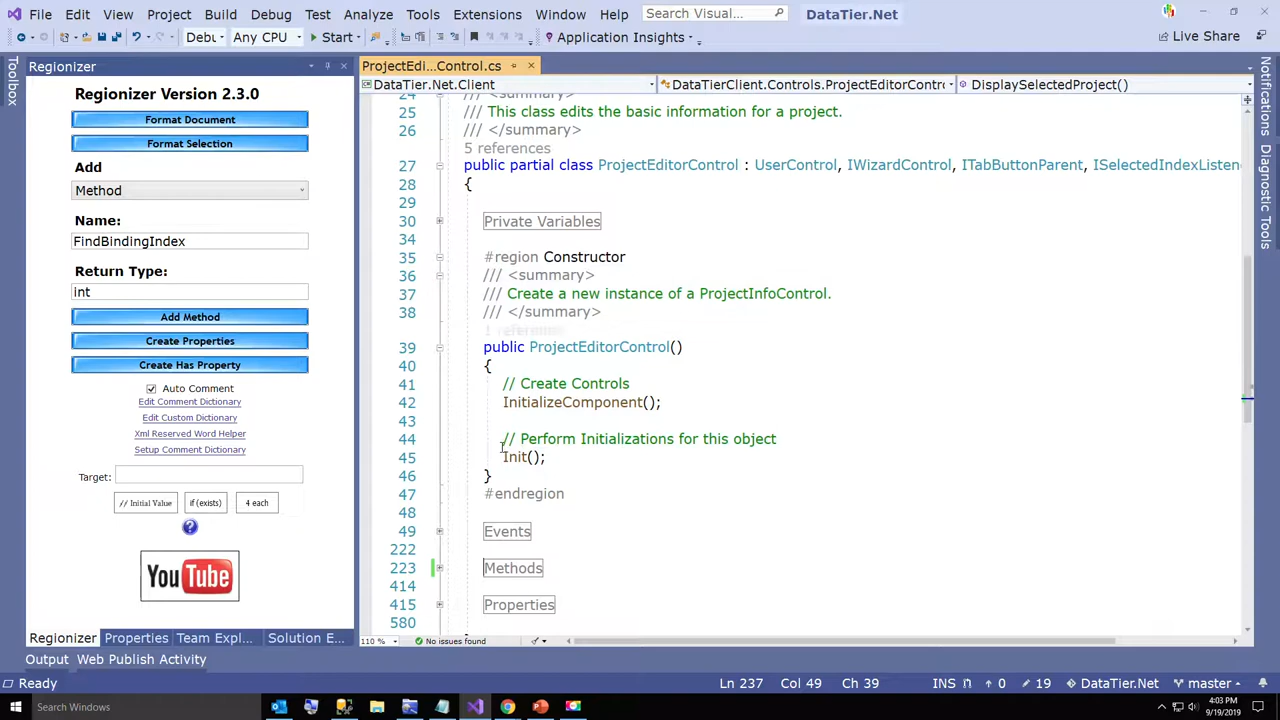 File Edit View Project Build Debug Test Analyze Tools Extensions Window Help Search Visual... DataTier.Net
Debu Any CPU Start Application Insights Live Share
Toolbox
Regionizer
Regionizer Version 2.3.0
Format Document
Format Selection
Add
Method
Name:
FindBindingIndex
Return Type:
int
Add Method
Create Properties
Create Has Property
Auto Comment
Edit Comment Dictionary
Edit Custom Dictionary
Xml Reserved Word Helper
Setup Comment Dictionary
Target:
// Initial Value if (exists) 4 each
?
YouTube
Regionizer Properties Team Expl... Solution E...
ProjectEdi...Control.cs
DataTier.Net.Client DataTierClient.Controls.ProjectEditorContr DisplaySelectedProject()
24 /// <summary>
25 /// This class edits the basic information for a project.
26 /// </summary>
5 references
27 public partial class ProjectEditorControl : UserControl, IWizardControl, ITabButtonParent, ISelectedIndexListene
28 {
29
30 Private Variables
34
35 #region Constructor
36 /// <summary>
37 /// Create a new instance of a ProjectInfoControl.
38 /// </summary>
39 public ProjectEditorControl()
40 {
41 // Create Controls
42 InitializeComponent();
43
44 // Perform Initializations for this object
45 Init();
46 }
47 #endregion
48
49 Events
222
223 Methods
414
415 Properties
580
110 % No issues found
Notifications
Diagnostic Tools
Output Web Publish Activity
Ready Ln 237 Col 49 Ch 39 INS 0 19 DataTier.Net master
Search Windows
4:03 PM
9/19/2019